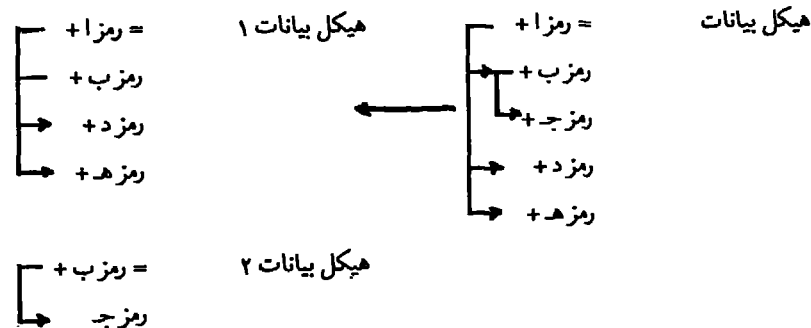 هيكل بيانات = رمز ا +
رمز ب +
رمز جـ +
رمز د +
رمز هـ +
هيكل بيانات ١ = رمز ا +
رمز ب +
رمز د +
رمز هـ +
هيكل بيانات ٢ = رمز ب +
رمز جـ